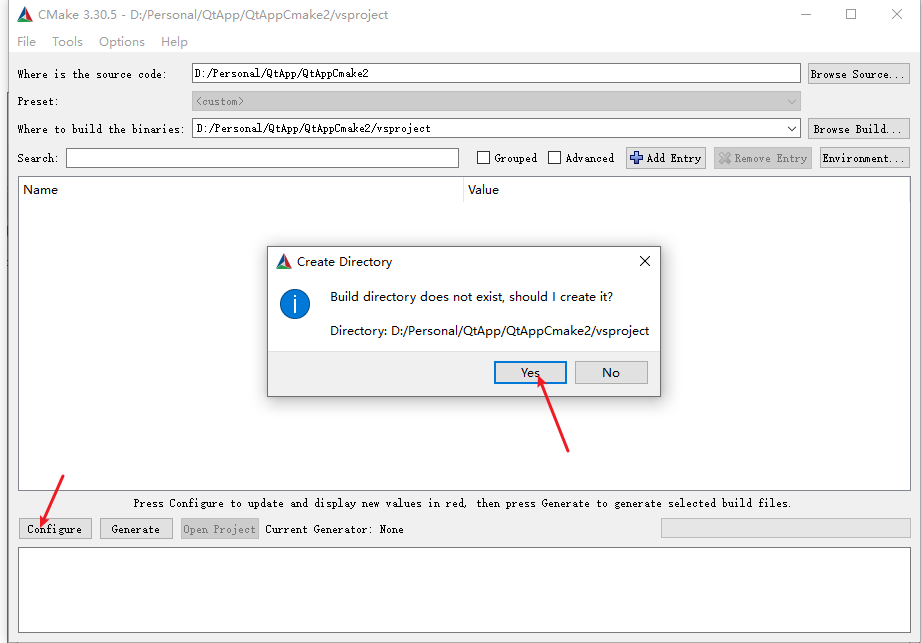 CMake 3.30.5 - D:/Personal/QtApp/QtAppCmake2/vsproject
File Tools Options Help
Where is the source code: D:/Personal/QtApp/QtAppCmake2 Browse Source...
Preset: <custom>
Where to build the binaries: D:/Personal/QtApp/QtAppCmake2/vsproject Browse Build...
Search: Grouped Advanced Add Entry Remove Entry Environment...
Name Value
Create Directory
Build directory does not exist, should I create it?
Directory: D:/Personal/QtApp/QtAppCmake2/vsproject
Yes No
Press Configure to update and display new values in red, then press Generate to generate selected build files.
Configure Generate Open Project Current Generator: None